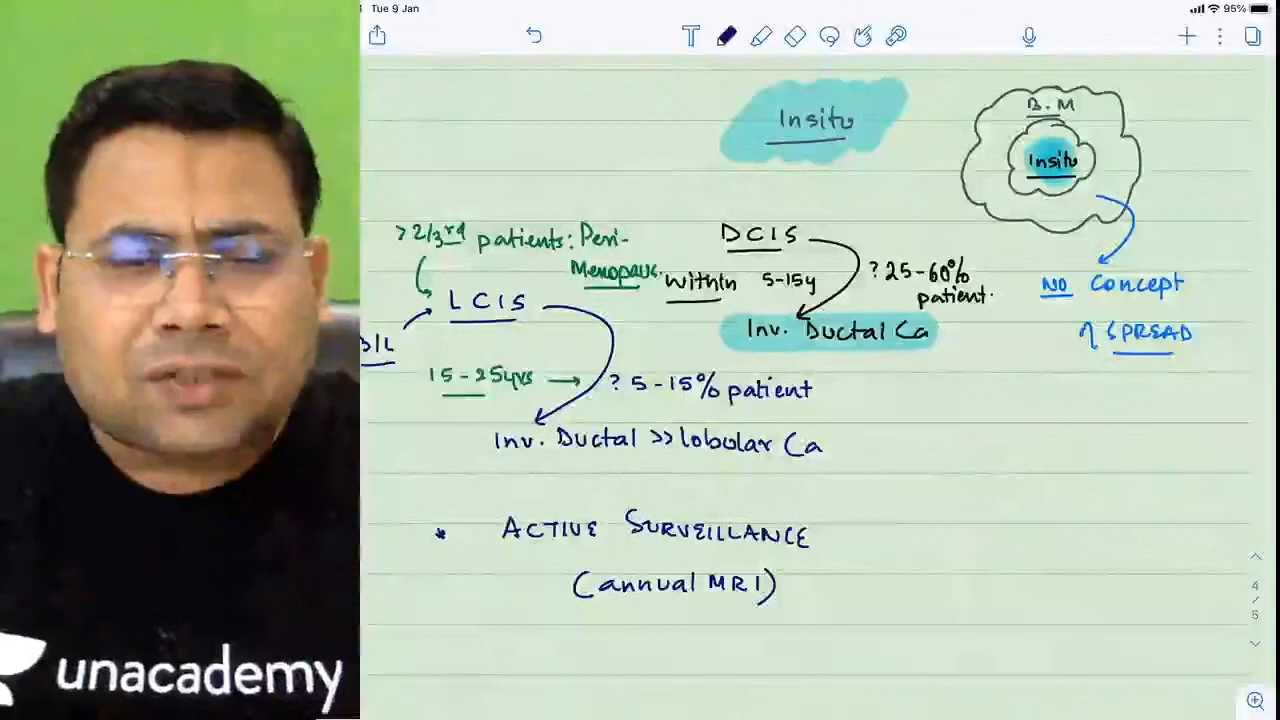 Tue 9 Jan
95%
T
Insitu
B.M
Insitu
>2/3rd patients: Peri-
Menopaus.
DCIS
within 5-15y
? 25-60%
patient.
NO Concept
η SPREAD
LCIS
B/L
Inv. Ductal Ca
15-25yrs
? 5-15% patient
Inv. Ductal >> lobular Ca
* ACTIVE SURVEILLANCE
(annual MRI)
4
/
5
unacademy